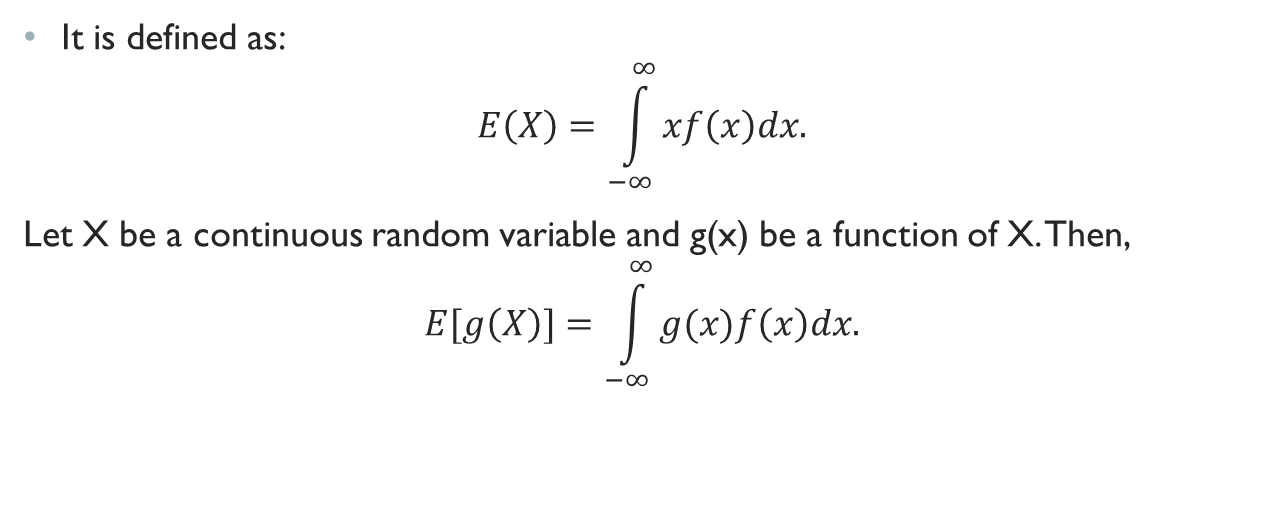 • It is defined as:
∞
E(X) = ∫ xf(x)dx.
−∞
Let X be a continuous random variable and g(x) be a function of X. Then,
∞
E[g(X)] = ∫ g(x)f(x)dx.
−∞